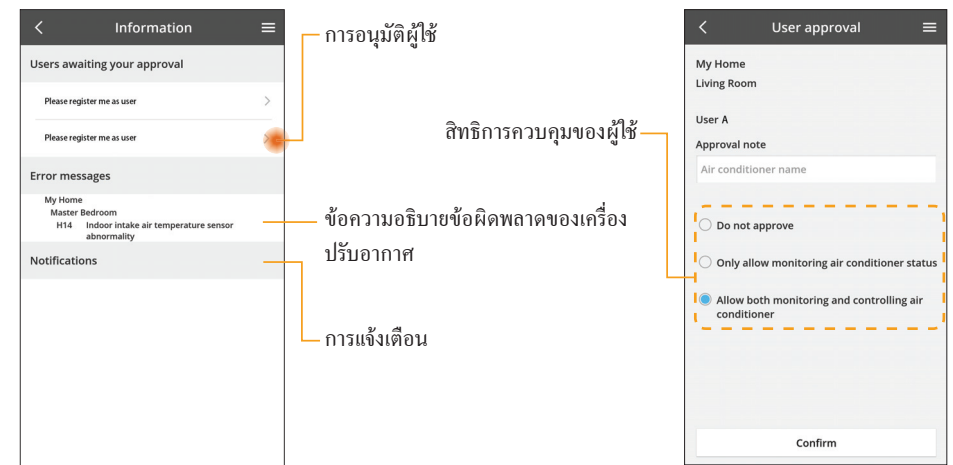 Information
Users awaiting your approval
Please register me as user
Please register me as user
Error messages
My Home
Master Bedroom
H14 Indoor intake air temperature sensor
abnormality
Notifications
การอนุมัติผู้ใช้
สิทธิการควบคุมของผู้ใช้
ข้อความอธิบายข้อผิดพลาดของเครื่อง
ปรับอากาศ
การแจ้งเตือน
User approval
My Home
Living Room
User A
Approval note
Air conditioner name
Do not approve
Only allow monitoring air conditioner status
Allow both monitoring and controlling air
conditioner
Confirm